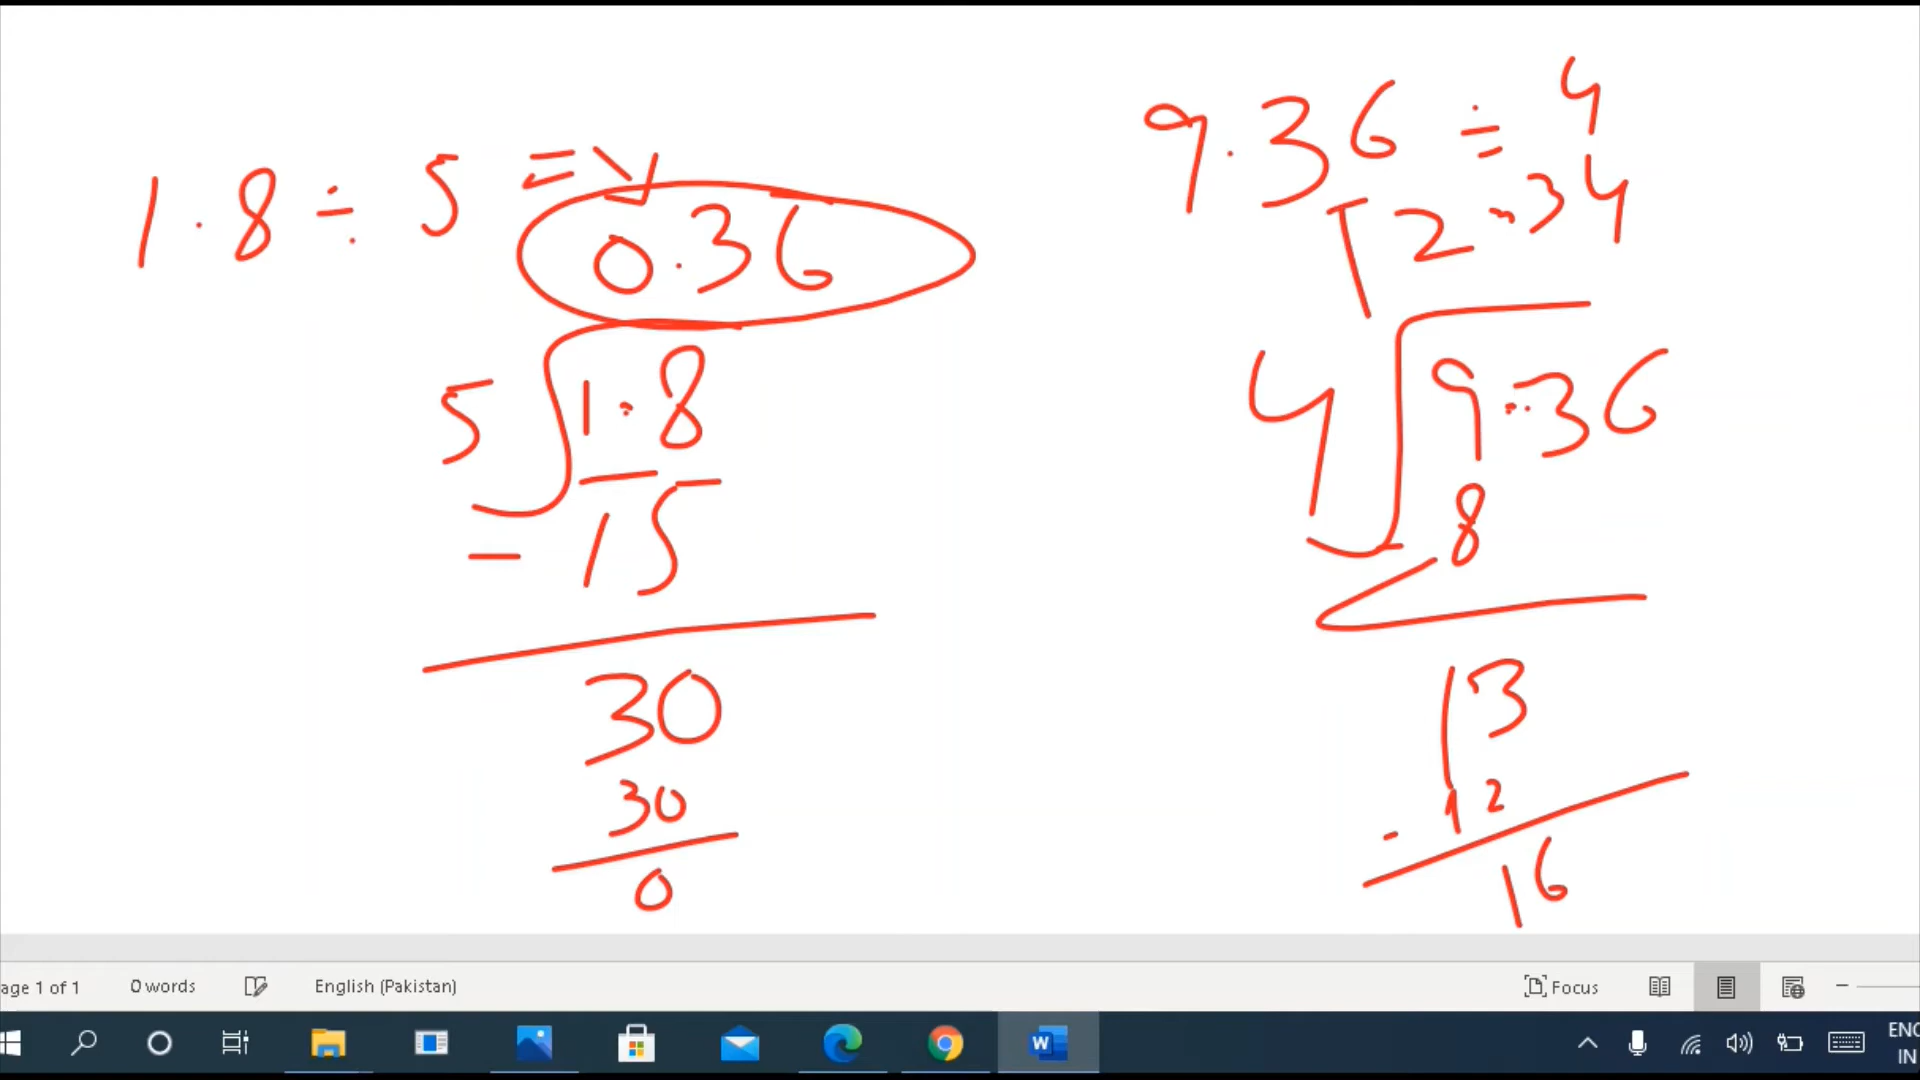 1.8 ÷ 5 =
0.36
5 1.8
- 15
30
30
0
9.36 ÷ 4
2.34
4 9.36
8
13
- 12
16
age 1 of 1 0 words English (Pakistan) Focus
W ENG
IN